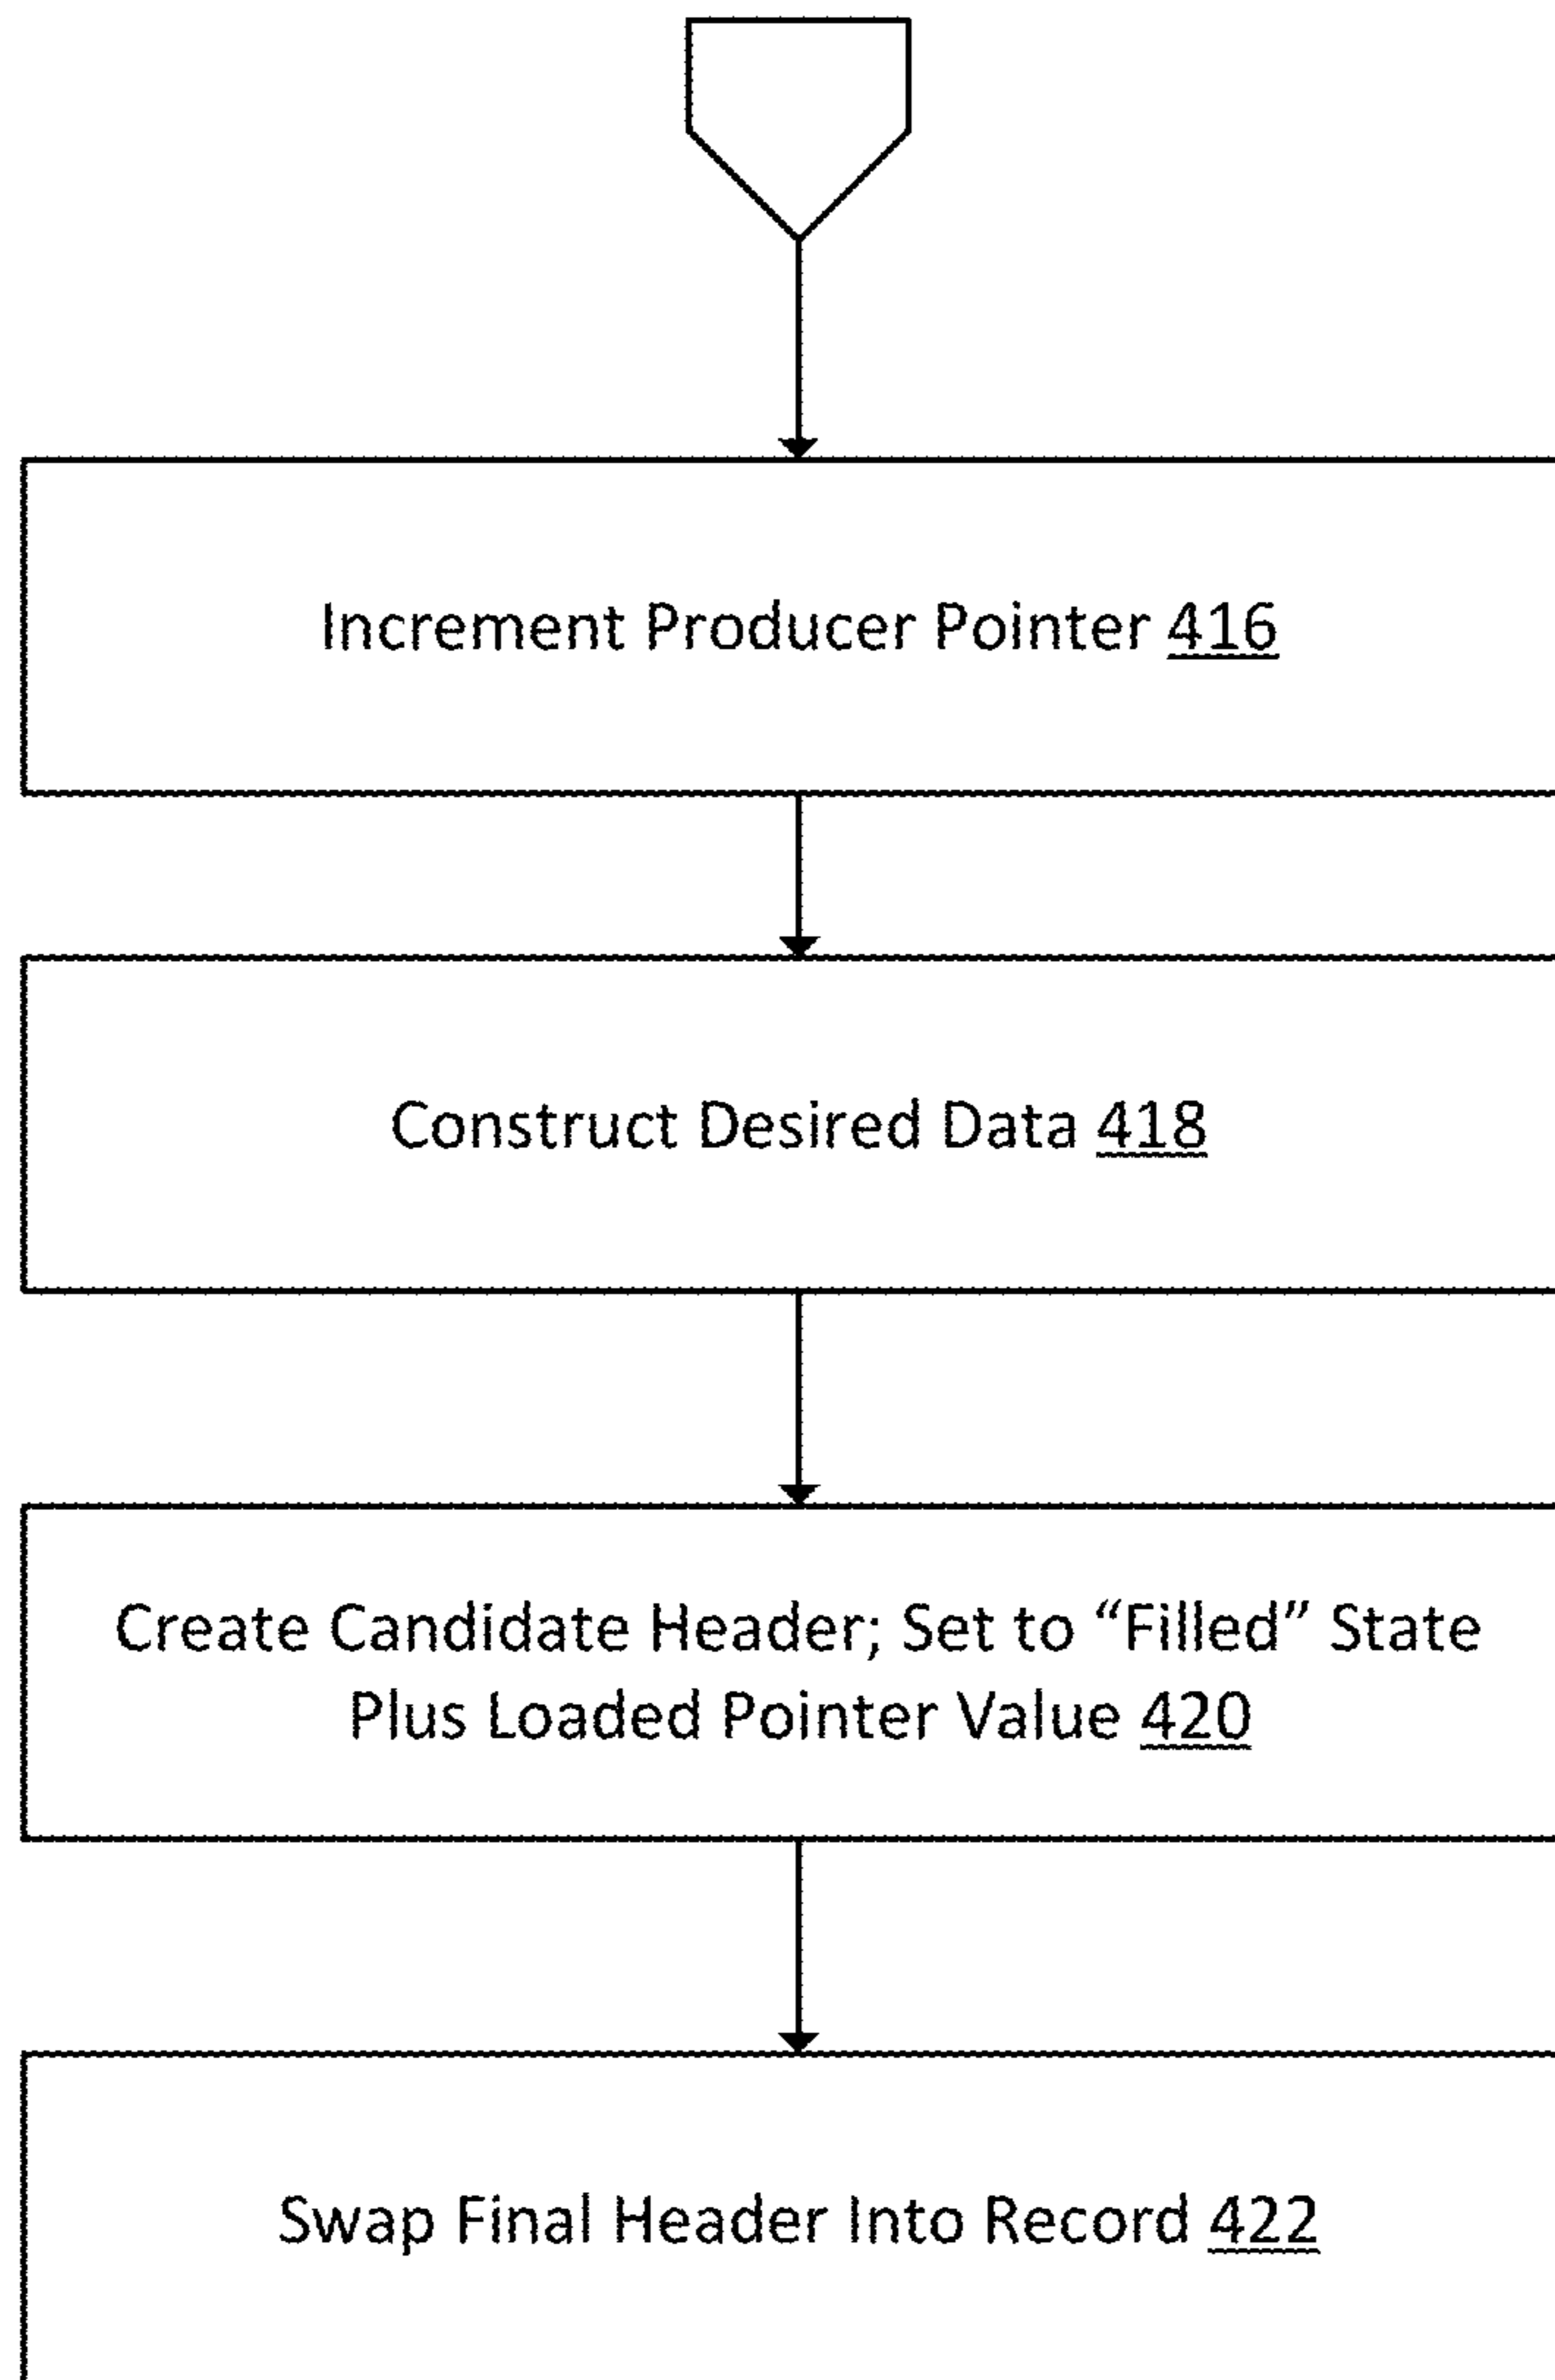 Increment Producer Pointer 416
Construct Desired Data 418
Create Candidate Header; Set to “Filled” State
Plus Loaded Pointer Value 420
Swap Final Header Into Record 422